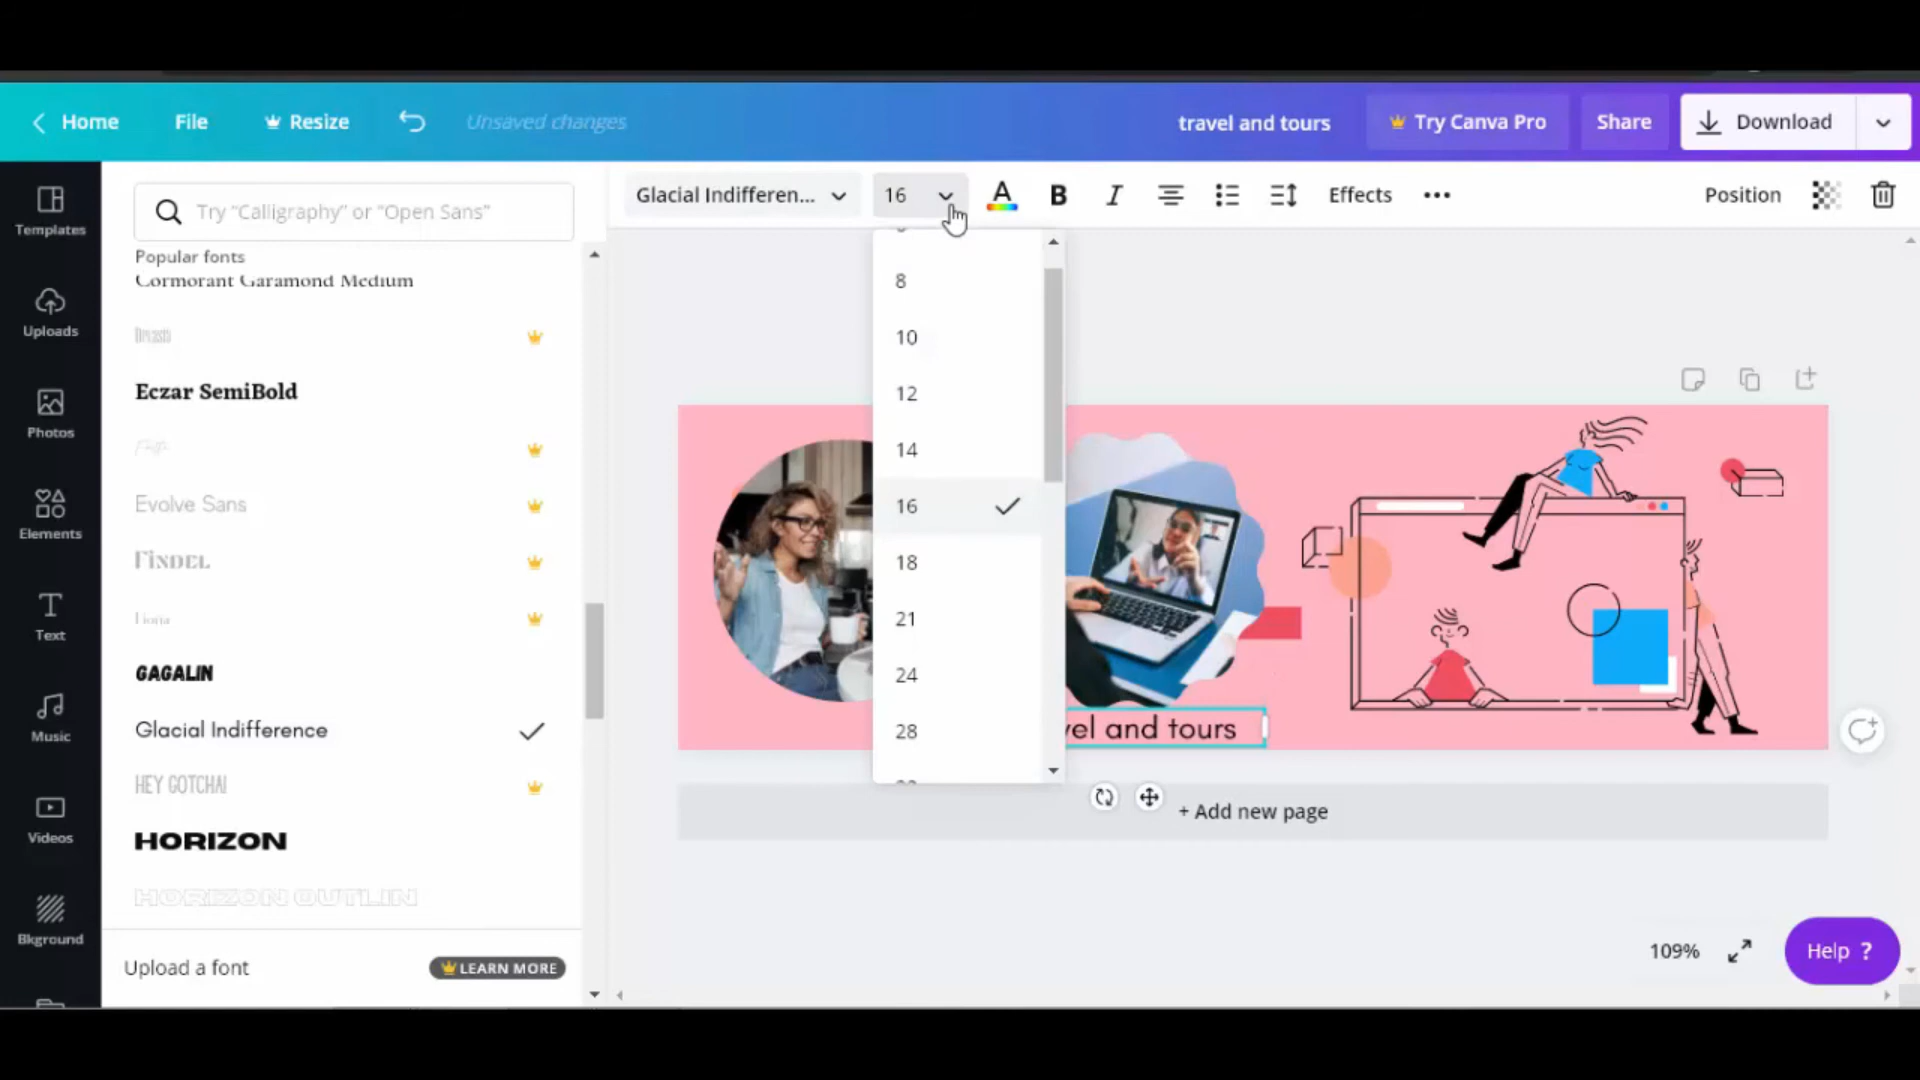 Home
File
Resize
Unsaved changes
travel and tours
Try Canva Pro
Share
Download
Templates
Uploads
Photos
Elements
Text
Music
Videos
Bkground
Try “Calligraphy” or “Open Sans”
Popular fonts
Cormorant Garamond Medium
Eczar SemiBold
Evolve Sans
FINDEL
GAGALIN
Glacial Indifference
HEY GOTCHA!
HORIZON
HORIZON OUTLIN
Upload a font
LEARN MORE
Glacial Indifferen...
16
A
B
I
Effects
Position
8
10
12
14
16
18
21
24
28
vel and tours
+ Add new page
109%
Help ?